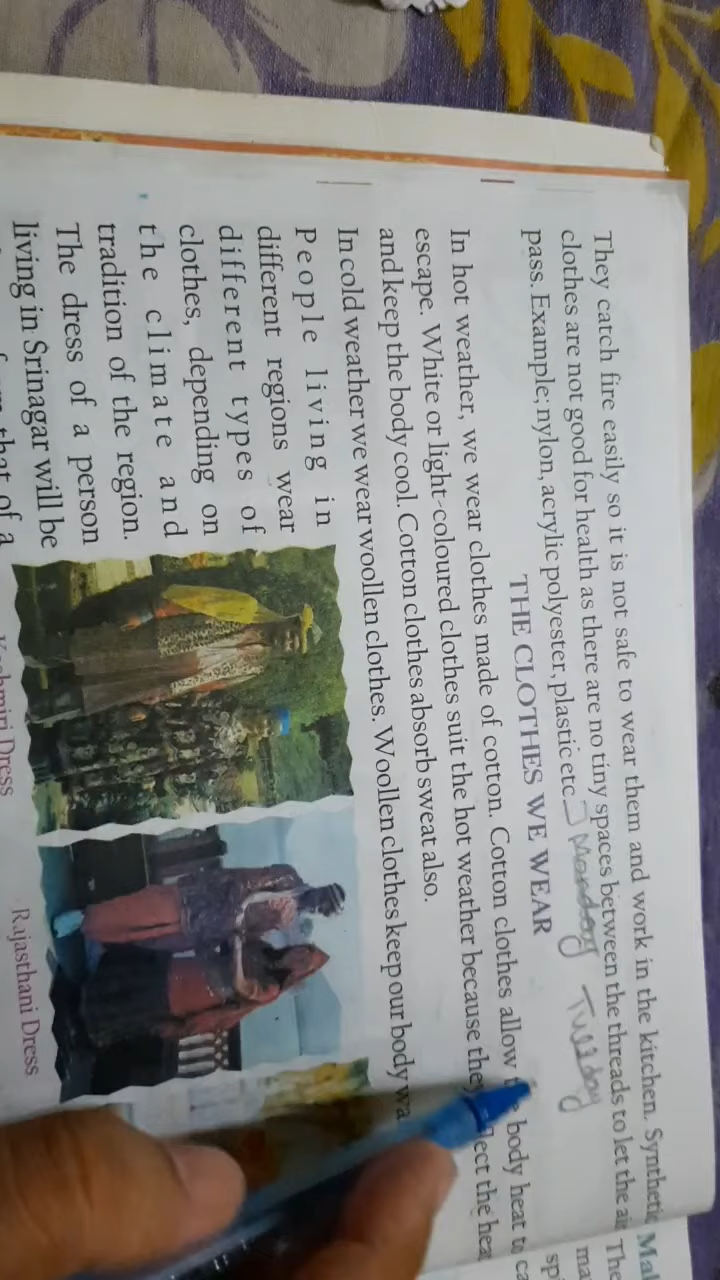 They catch fire easily so it is not safe to wear them and work in the kitchen. Synthetic
clothes are not good for health as there are no tiny spaces between the threads to let the air
pass. Example; nylon, acrylic polyester, plastic etc
Monday Tuesday
THE CLOTHES WE WEAR
In hot weather, we wear clothes made of cotton. Cotton clothes allow body heat to
escape. White or light-coloured clothes suit the hot weather because the heat
and keep the body cool. Cotton clothes absorb sweat also.
In cold weather we wear woollen clothes. Woollen clothes keep our body
People living in
different regions wear
different types of
clothes, depending on
the climate and
tradition of the region.
The dress of a person
living in Srinagar will be
that of a
Dress
Rajasthani Dress
The